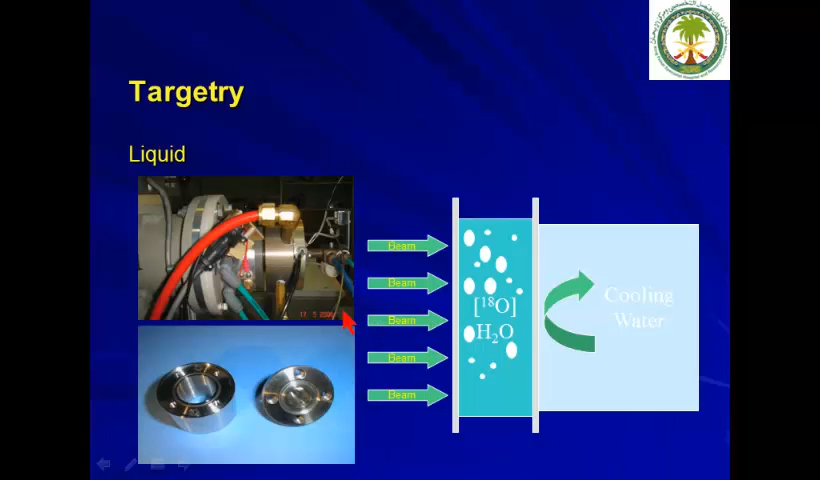 Targetry
Liquid
Beam
Beam
Beam
Beam
Beam
[¹⁸O]
H₂O
Cooling
Water